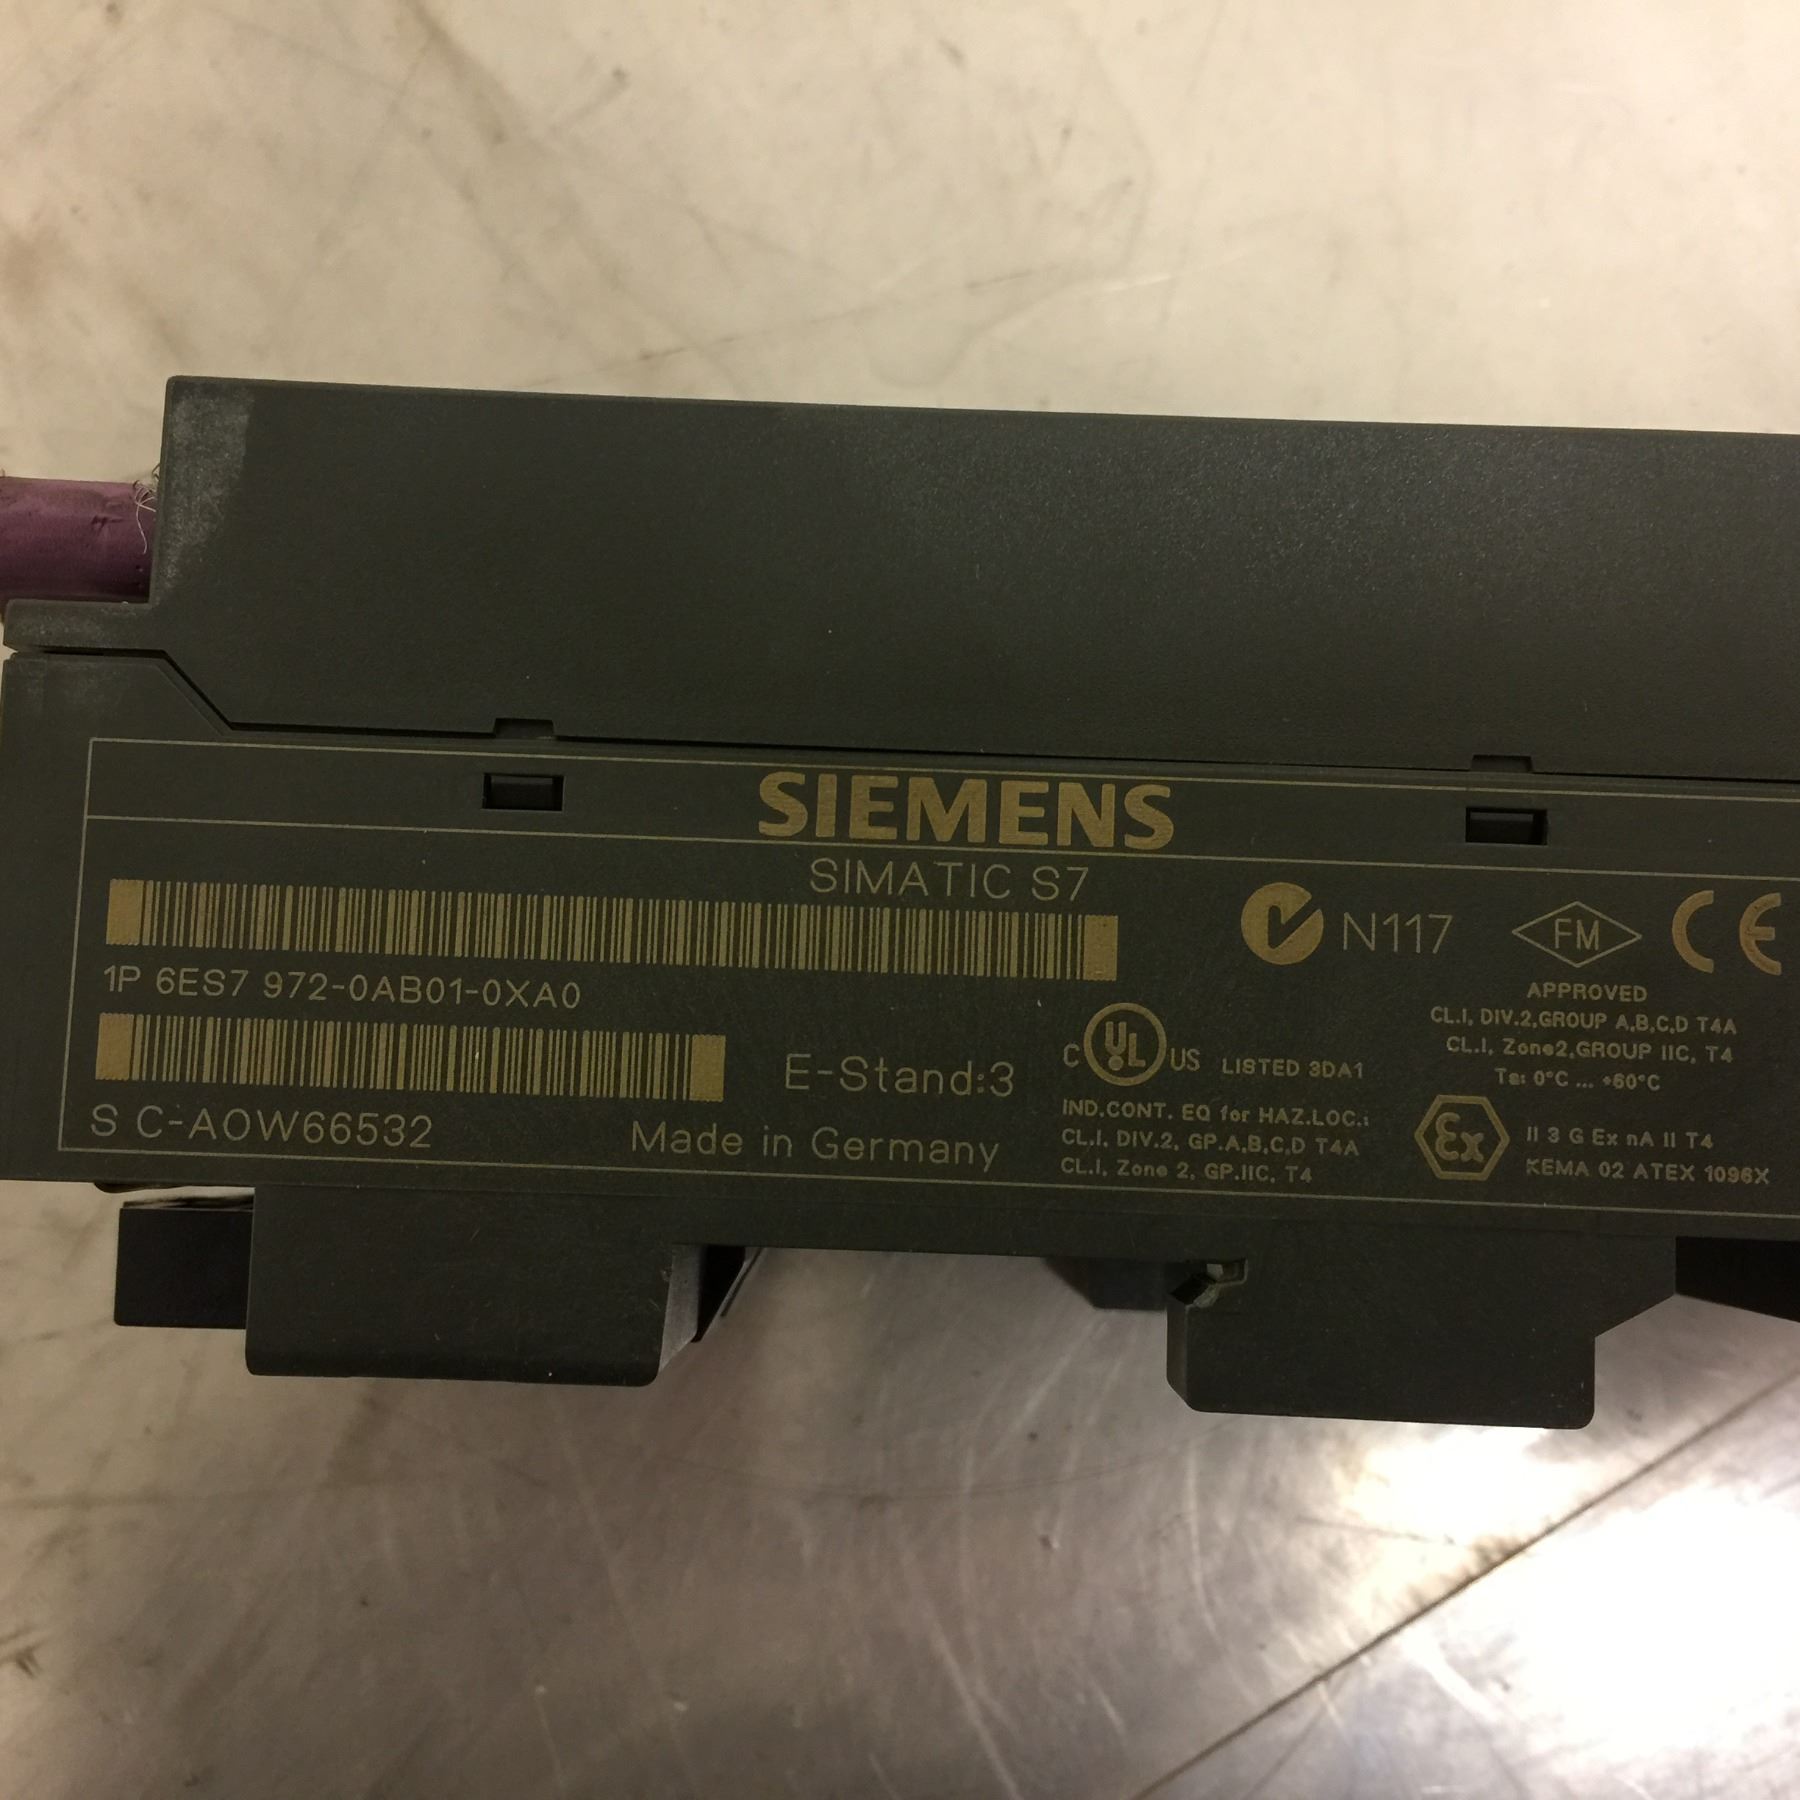 SIEMENS
SIMATIC S7
1P 6ES7 972-0AB01-0XA0
S C-AOW66532
E-Stand:3
Made in Germany
N117
FM
CE
APPROVED
CL.I, DIV.2,GROUP A,B,C,D T4A
CL.I, Zone2,GROUP IIC, T4
Ta: 0°C ... +60°C
C UL US LISTED 3DA1
IND.CONT. EQ for HAZ.LOC.:
CL.I, DIV.2, GP.A,B,C,D T4A
CL.I, Zone 2, GP.IIC, T4
Ex II 3 G Ex nA II T4
KEMA 02 ATEX 1096X